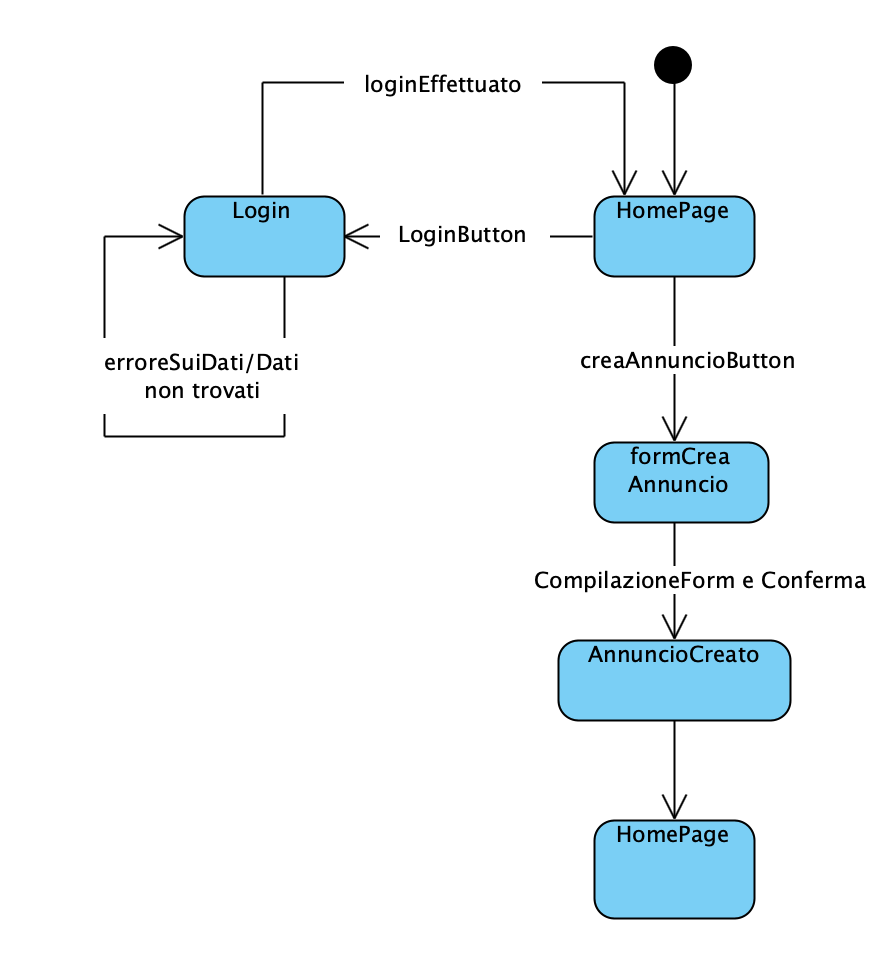 loginEffettuato
Login
HomePage
LoginButton
erroreSuiDati/Dati
non trovati
creaAnnuncioButton
formCrea
Annuncio
CompilazioneForm e Conferma
AnnuncioCreato
HomePage